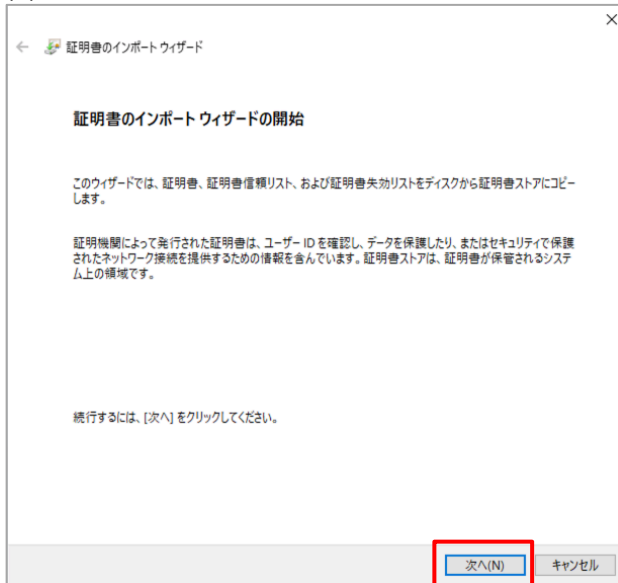 証明書のインポート ウィザード
証明書のインポート ウィザードの開始
このウィザードでは、証明書、証明書信頼リスト、および証明書失効リストをディスクから証明書ストアにコピー
します。
証明機関によって発行された証明書は、ユーザー ID を確認し、データを保護したり、またはセキュリティで保護
されたネットワーク接続を提供するための情報を含んでいます。証明書ストアは、証明書が保管されるシステ
ム上の領域です。
続行するには、[次へ] をクリックしてください。
次へ(N) キャンセル